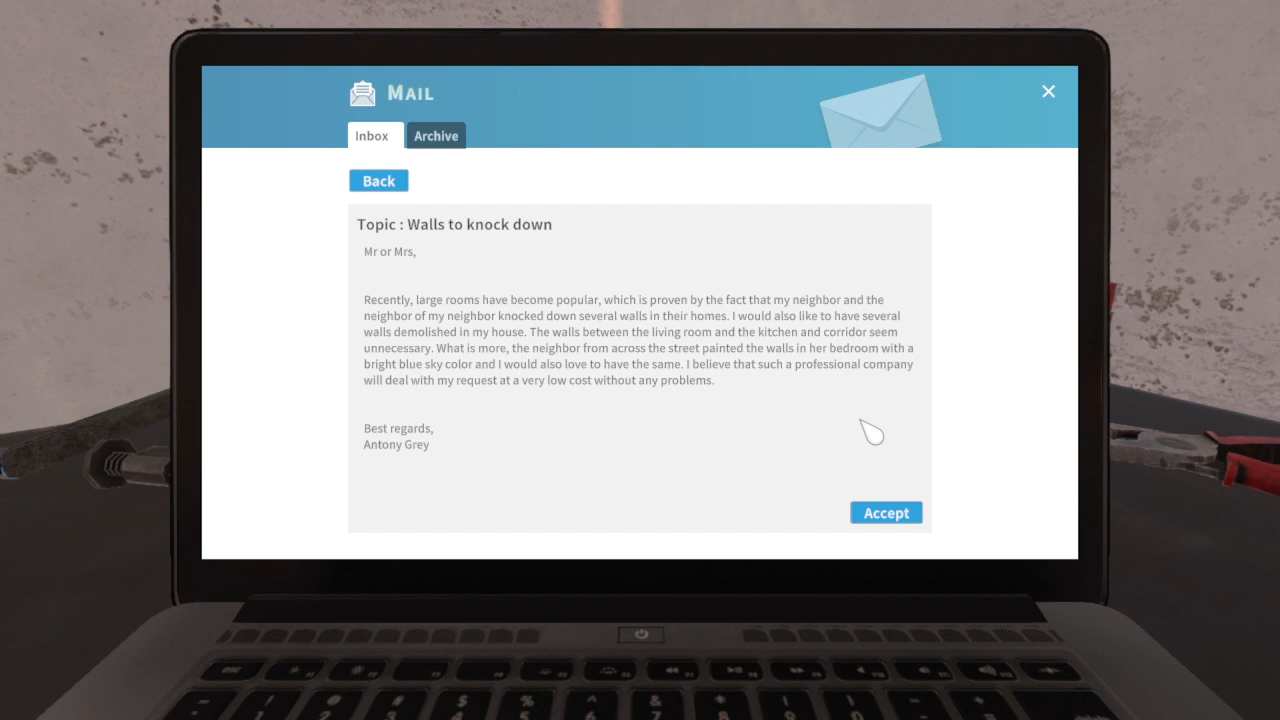 MAIL
Inbox
Archive
Back
Topic : Walls to knock down
Mr or Mrs,
Recently, large rooms have become popular, which is proven by the fact that my neighbor and the
neighbor of my neighbor knocked down several walls in their homes. I would also like to have several
walls demolished in my house. The walls between the living room and the kitchen and corridor seem
unnecessary. What is more, the neighbor from across the street painted the walls in her bedroom with a
bright blue sky color and I would also love to have the same. I believe that such a professional company
will deal with my request at a very low cost without any problems.
Best regards,
Antony Grey
Accept